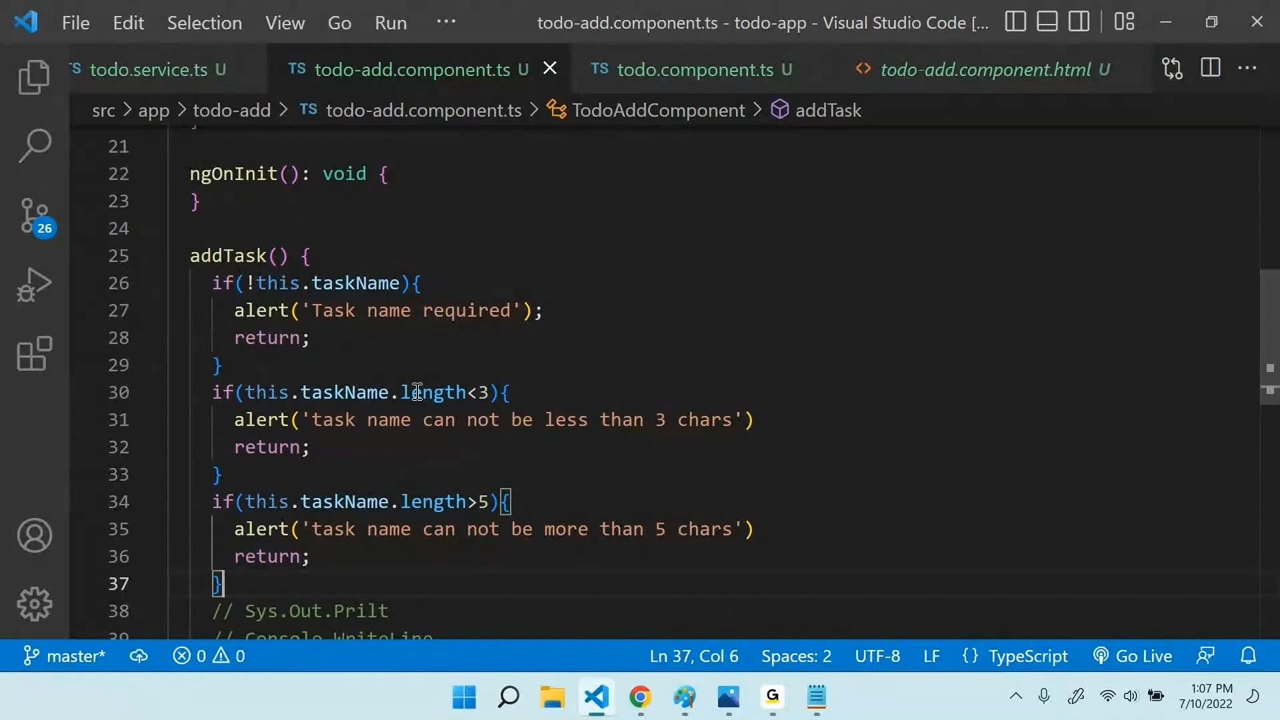 File Edit Selection View Go Run ··· todo-add.component.ts - todo-app - Visual Studio Code [...
TS todo.service.ts U TS todo-add.component.ts U TS todo.component.ts U <> todo-add.component.html U ···
src > app > todo-add > TS todo-add.component.ts > TodoAddComponent > addTask
21
22 ngOnInit(): void {
23 }
24
25 addTask() {
26 if(!this.taskName){
27 alert('Task name required');
28 return;
29 }
30 if(this.taskName.length<3){
31 alert('task name can not be less than 3 chars')
32 return;
33 }
34 if(this.taskName.length>5){
35 alert('task name can not be more than 5 chars')
36 return;
37 }
38 // Sys.Out.Prilt
39 // Console.WriteLine
26
master* 0 0 Ln 37, Col 6 Spaces: 2 UTF-8 LF {} TypeScript Go Live
G
1:07 PM
7/10/2022